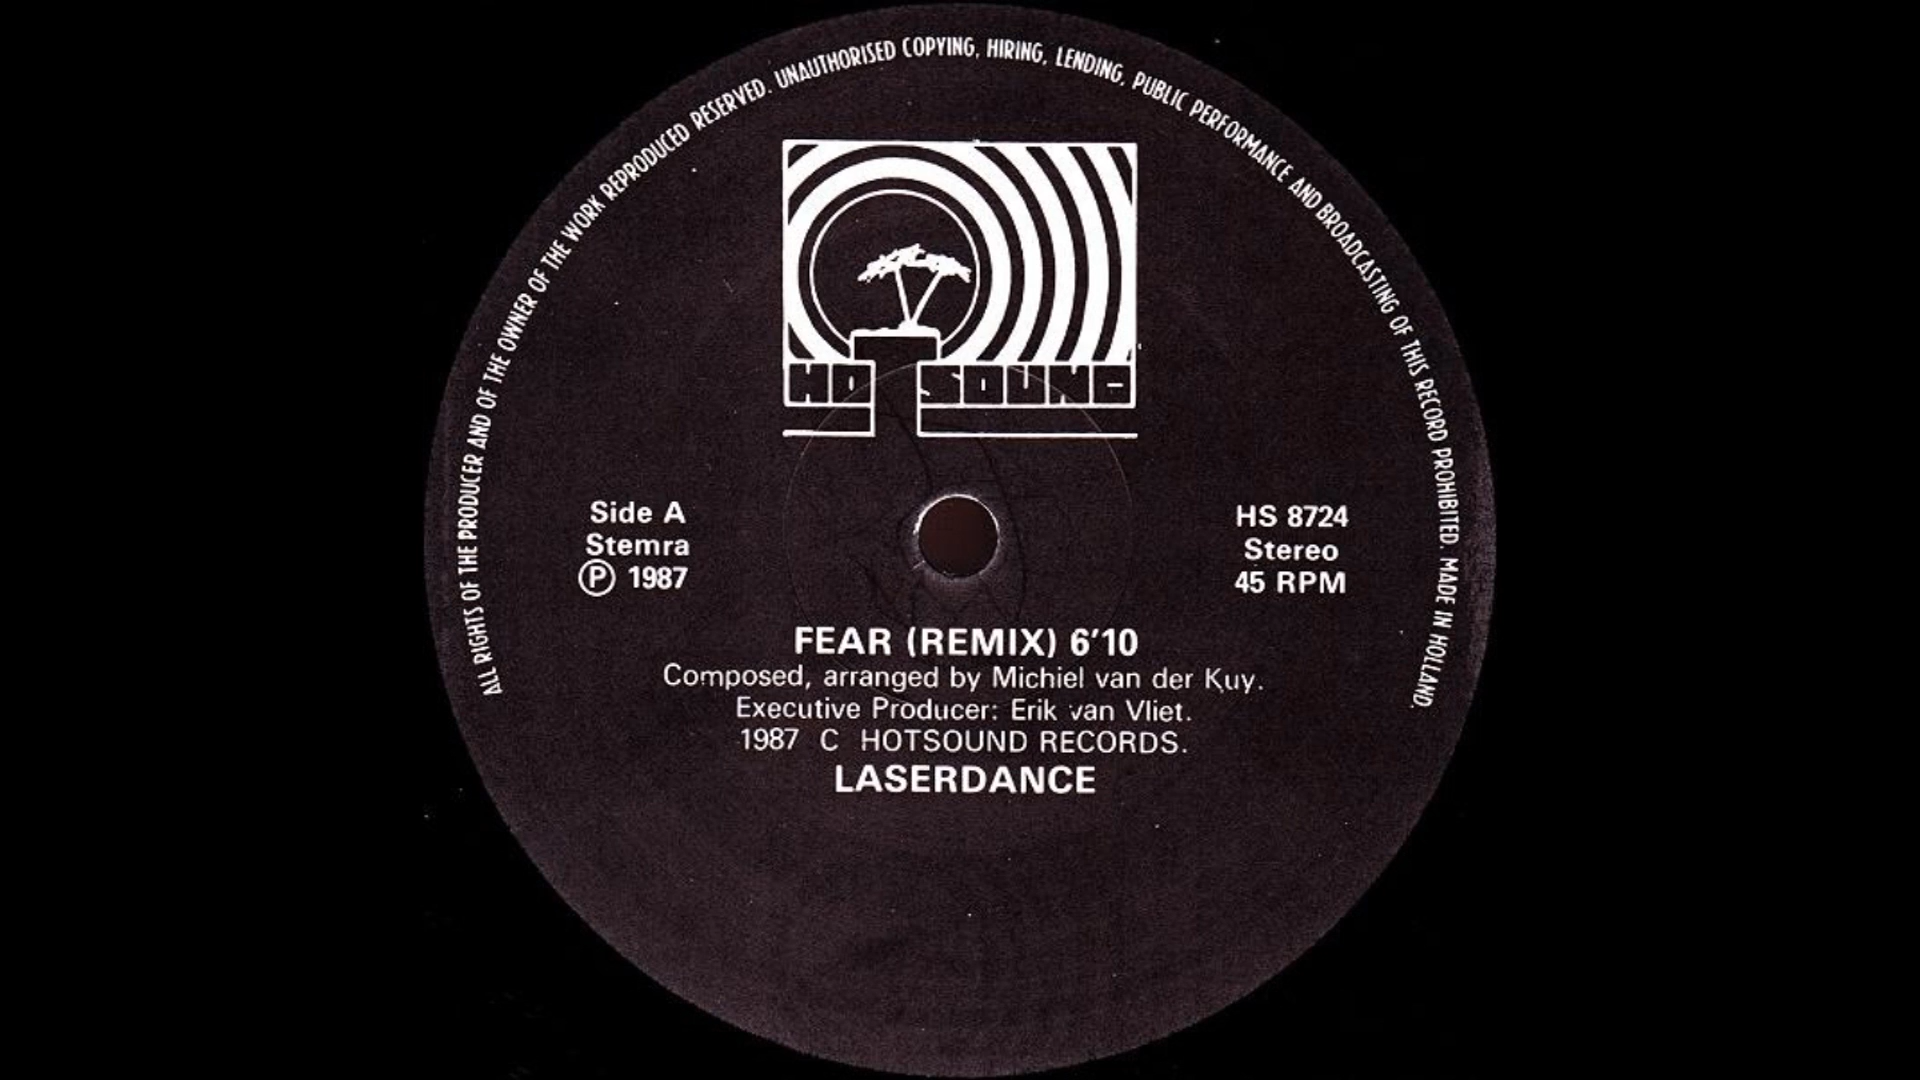 ALL RIGHTS OF THE PRODUCER AND OF THE OWNER OF THE WORK REPRODUCED RESERVED. UNAUTHORISED COPYING, HIRING, LENDING, PUBLIC PERFORMANCE AND BROADCASTING OF THIS RECORD PROHIBITED. MADE IN HOLLAND.
HOT SOUND
Side A
Stemra
Ⓟ 1987
HS 8724
Stereo
45 RPM
FEAR (REMIX) 6'10
Composed, arranged by Michiel van der Kuy.
Executive Producer: Erik van Vliet.
1987 C HOTSOUND RECORDS.
LASERDANCE